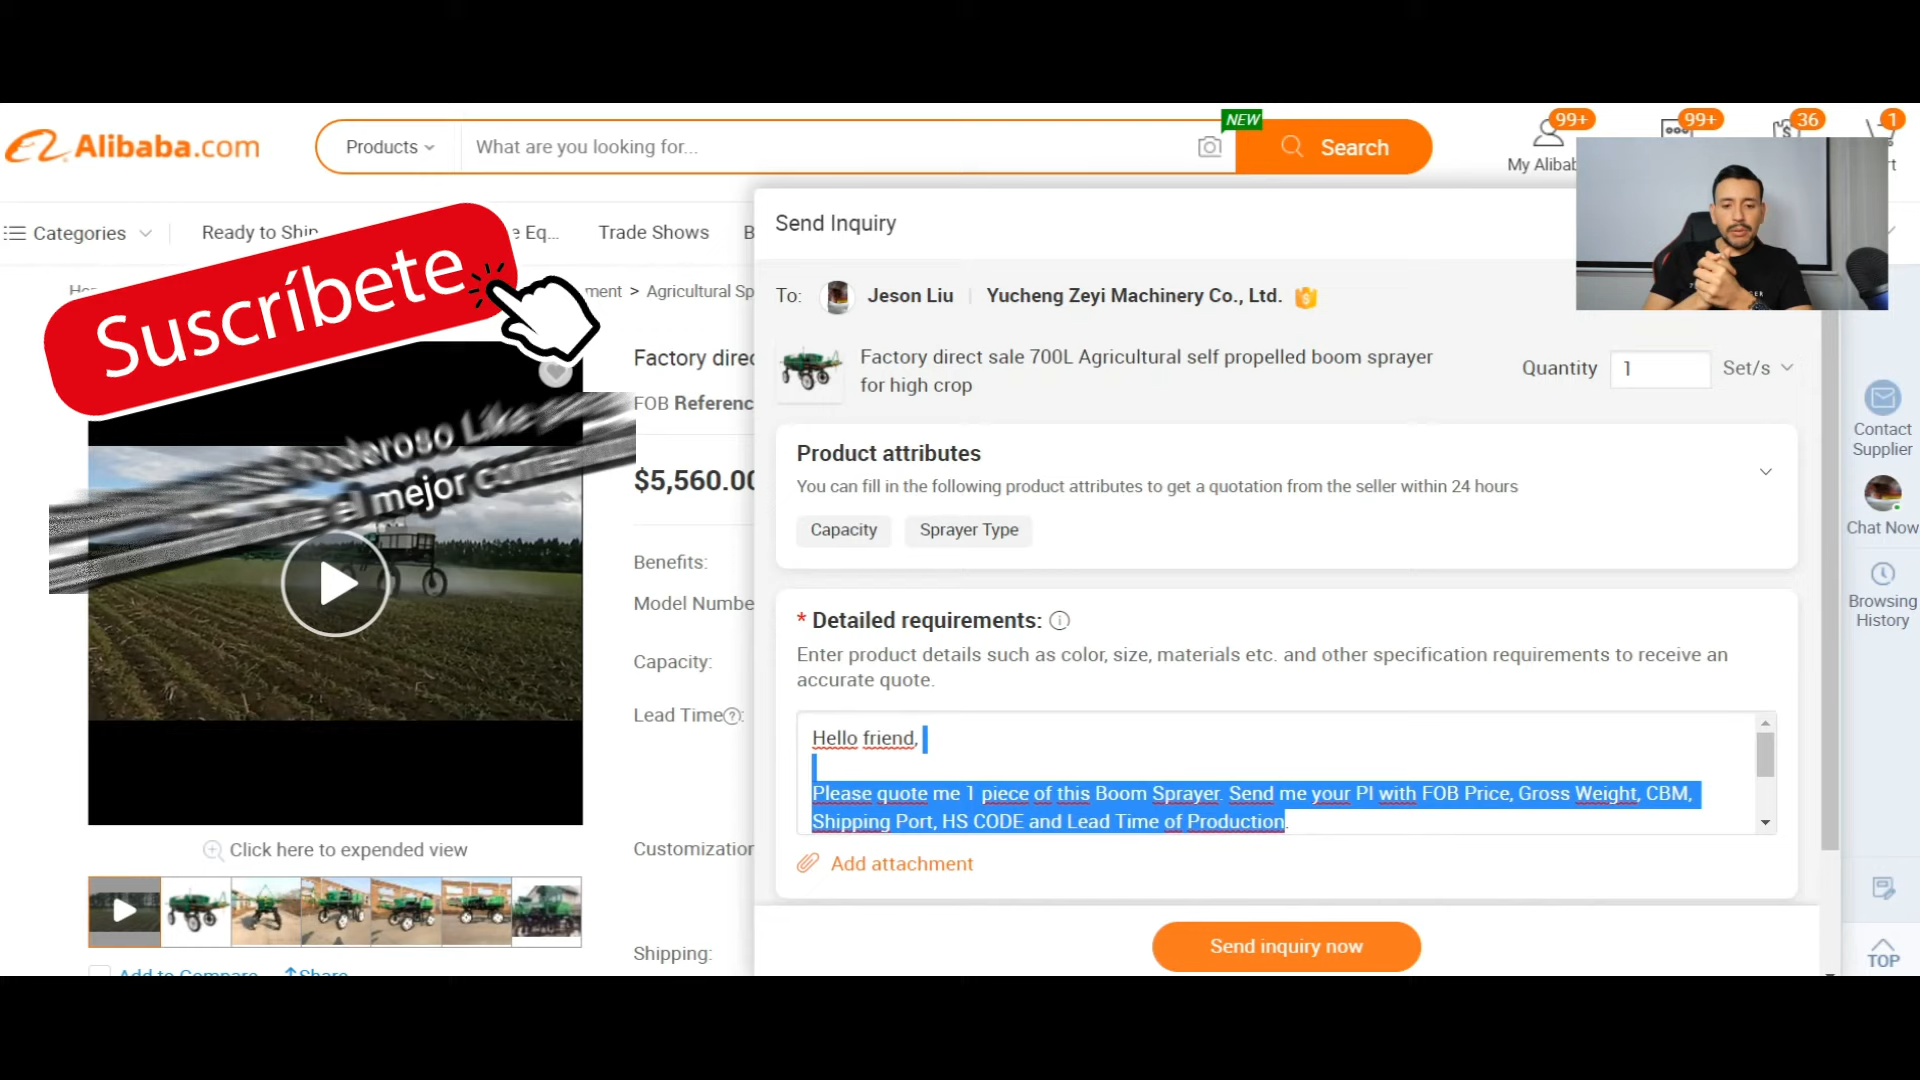 Alibaba.com
Products
What are you looking for...
NEW
Search
99+
99+
36
1
My Alibab
Categories
Ready to Ship
e Eq...
Trade Shows
B
Suscríbete
ment > Agricultural Sp
Factory direc
FOB Referenc
$5,560.00
Benefits:
Model Numbe
Capacity:
Lead Time
Customization
Shipping:
el mejor
Click here to expended view
Add to Compare
Share
Send Inquiry
To:
Jeson Liu
Yucheng Zeyi Machinery Co., Ltd.
Factory direct sale 700L Agricultural self propelled boom sprayer
for high crop
Quantity
1
Set/s
Product attributes
You can fill in the following product attributes to get a quotation from the seller within 24 hours
Capacity
Sprayer Type
* Detailed requirements:
Enter product details such as color, size, materials etc. and other specification requirements to receive an
accurate quote.
Hello friend,
Please quote me 1 piece of this Boom Sprayer. Send me your PI with FOB Price, Gross Weight, CBM,
Shipping Port, HS CODE and Lead Time of Production.
Add attachment
Send inquiry now
Contact
Supplier
Chat Now
Browsing
History
TOP